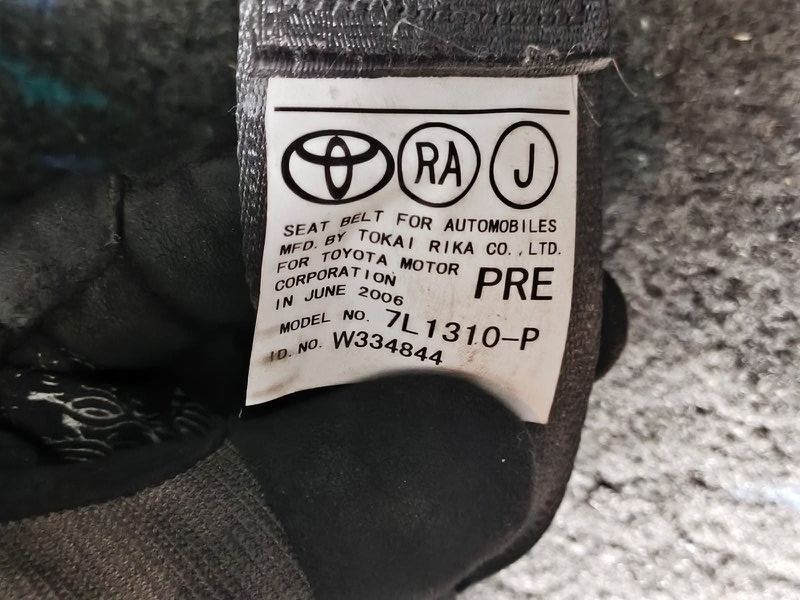 RA J
SEAT BELT FOR AUTOMOBILES
MFD. BY TOKAI RIKA CO., LTD.
FOR TOYOTA MOTOR
CORPORATION
PRE
IN JUNE 2006
MODEL NO. 7L1310-P
ID. NO. W334844